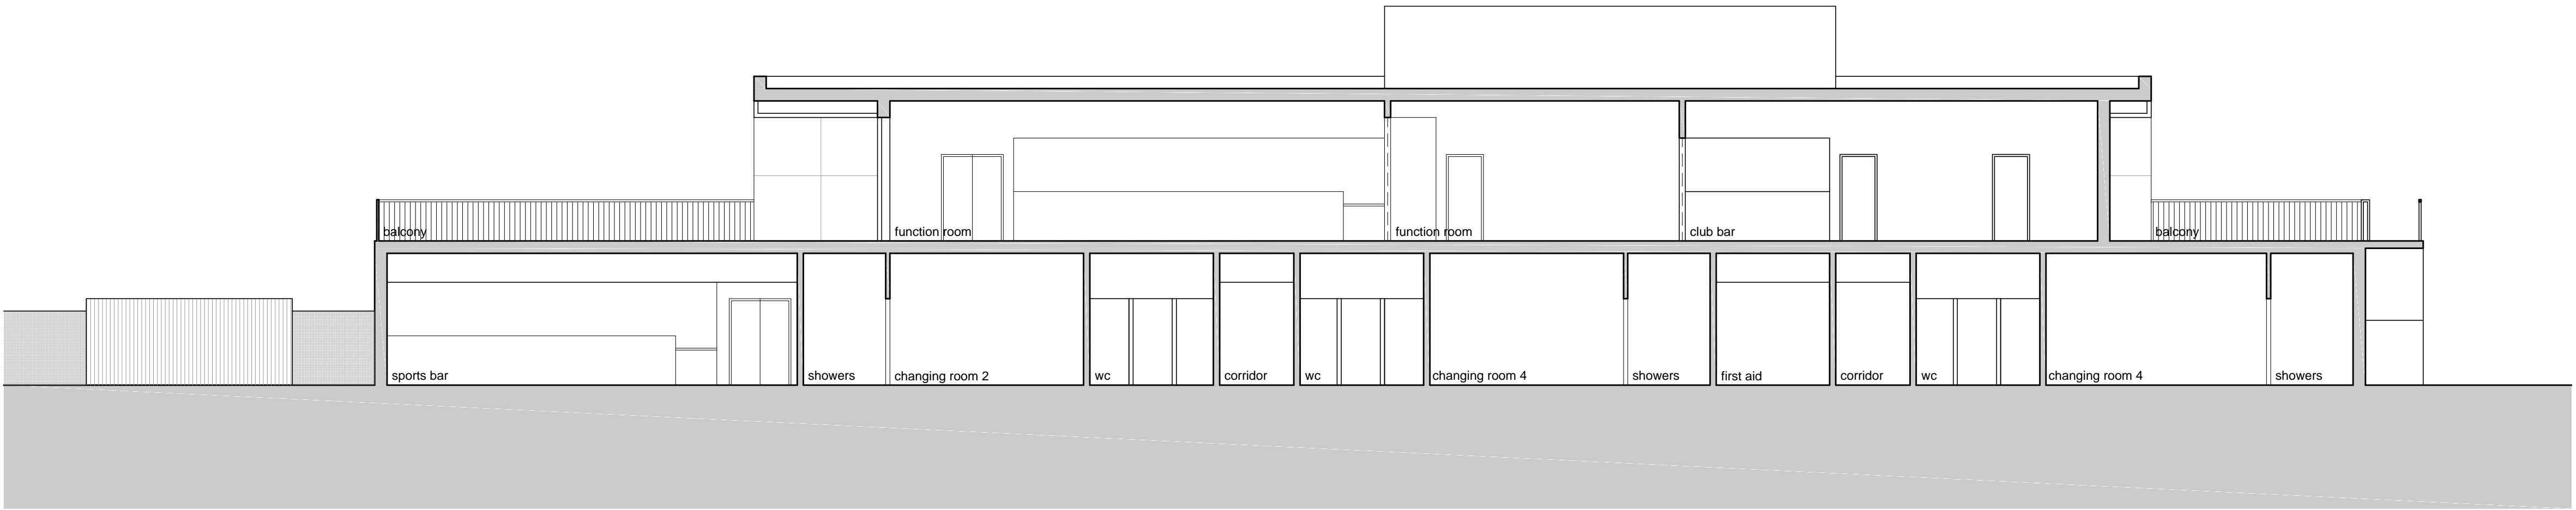 balcony
function room
function room
club bar
balcony
sports bar
showers
changing room 2
wc
corridor
wc
changing room 4
showers
first aid
corridor
wc
changing room 4
showers